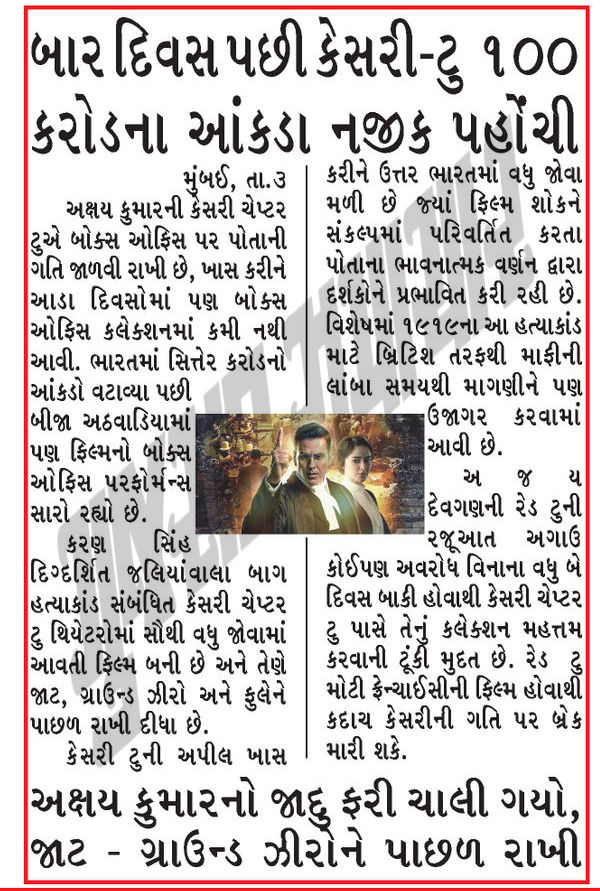 બાર દિવસ પછી કેસરી-ટુ ૧૦૦
કરોડના આંકડા નજીક પહોંચી
મુંબઈ, તા.૩
અક્ષય કુમારની કેસરી ચેપ્ટર
ટુએ બોક્સ ઓફિસ પર પોતાની
ગતિ જાળવી રાખી છે, ખાસ કરીને
આડા દિવસોમાં પણ બોક્સ
ઓફિસ કલેક્શનમાં કમી નથી
આવી. ભારતમાં સિત્તેર કરોડનો
આંકડો વટાવ્યા પછી
બીજા અઠવાડિયામાં
પણ ફિલ્મનો બોક્સ
ઓફિસ પરફોર્મન્સ
સારો રહ્યો છે.
કરણ સિંહ
દિગ્દર્શિત જલિયાંવાલા બાગ
હત્યાકાંડ સંબંધિત કેસરી ચેપ્ટર
ટુ થિયેટરોમાં સૌથી વધુ જોવામાં
આવતી ફિલ્મ બની છે અને તેણે
જાટ, ગ્રાઉન્ડ ઝીરો અને ફુલેને
પાછળ રાખી દીધા છે.
કેસરી ટુની અપીલ ખાસ
કરીને ઉત્તર ભારતમાં વધુ જોવા
મળી છે જ્યાં ફિલ્મ શોકને
સંકલ્પમાં પરિવર્તિત કરતા
પોતાના ભાવનાત્મક વર્ણન દ્વારા
દર્શકોને પ્રભાવિત કરી રહી છે.
વિશેષમાં ૧૯૧૯ના આ હત્યાકાંડ
માટે બ્રિટિશ તરફથી માફીની
લાંબા સમયથી માગણીને પણ
ઉજાગર કરવામાં
આવી છે.
અજય
દેવગણની રેડ ટુની
રજૂઆત અગાઉ
કોઈપણ અવરોધ વિનાના વધુ બે
દિવસ બાકી હોવાથી કેસરી ચેપ્ટર
ટુ પાસે તેનું કલેક્શન મહત્તમ
કરવાની ટૂંકી મુદત છે. રેડ ટુ
મોટી ફ્રેન્ચાઈસીની ફિલ્મ હોવાથી
કદાચ કેસરીની ગતિ પર બ્રેક
મારી શકે.
અક્ષય કુમારનો જાદુ ફરી ચાલી ગયો,
જાટ - ગ્રાઉન્ડ ઝીરોને પાછળ રાખી